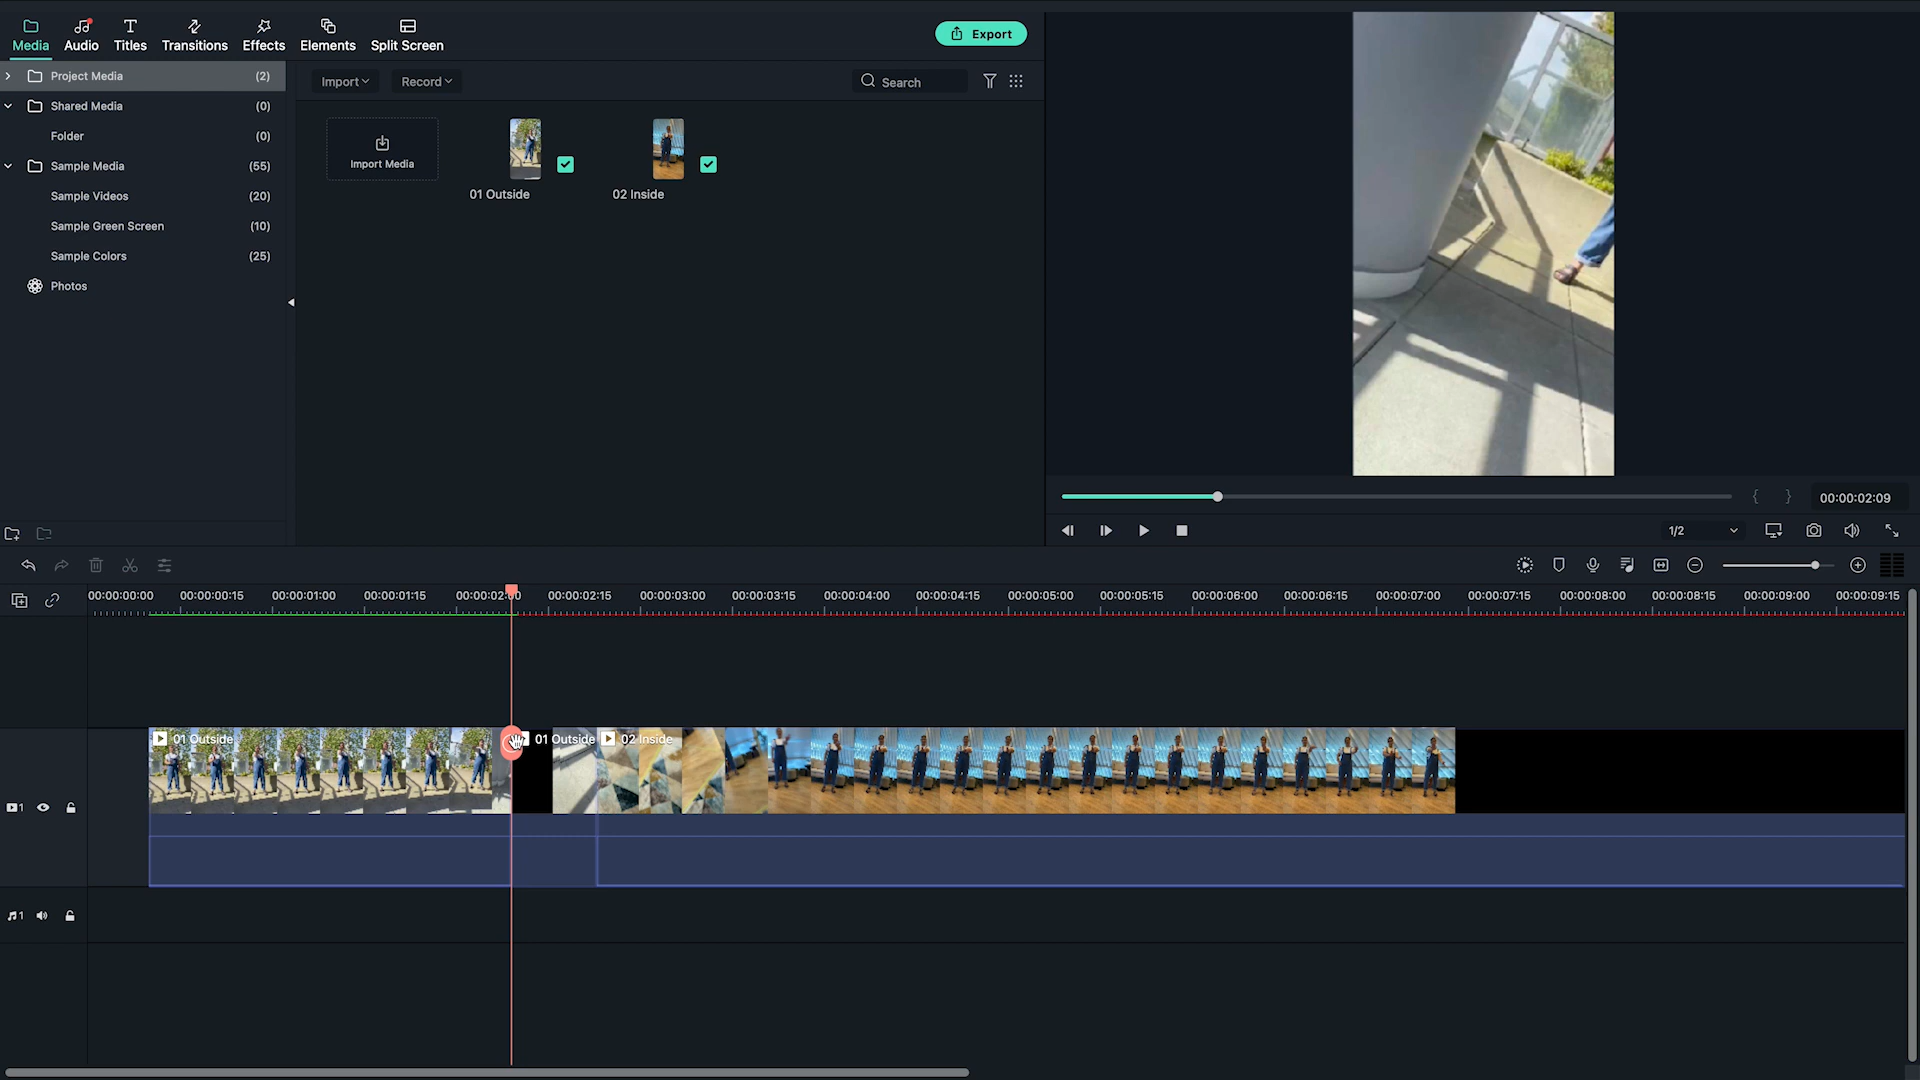 Media Audio Titles Transitions Effects Elements Split Screen Export
Project Media (2)
Shared Media (0)
Folder (0)
Sample Media (55)
Sample Videos (20)
Sample Green Screen (10)
Sample Colors (25)
Photos
Import Record Search
Import Media
01 Outside 02 Inside
00:00:02:09
1/2
00:00:00:00 00:00:00:15 00:00:01:00 00:00:01:15 00:00:02:00 00:00:02:15 00:00:03:00 00:00:03:15 00:00:04:00 00:00:04:15 00:00:05:00 00:00:05:15 00:00:06:00 00:00:06:15 00:00:07:00 00:00:07:15 00:00:08:00 00:00:08:15 00:00:09:00 00:00:09:15
01 Outside 01 Outside 02 Inside
1
1